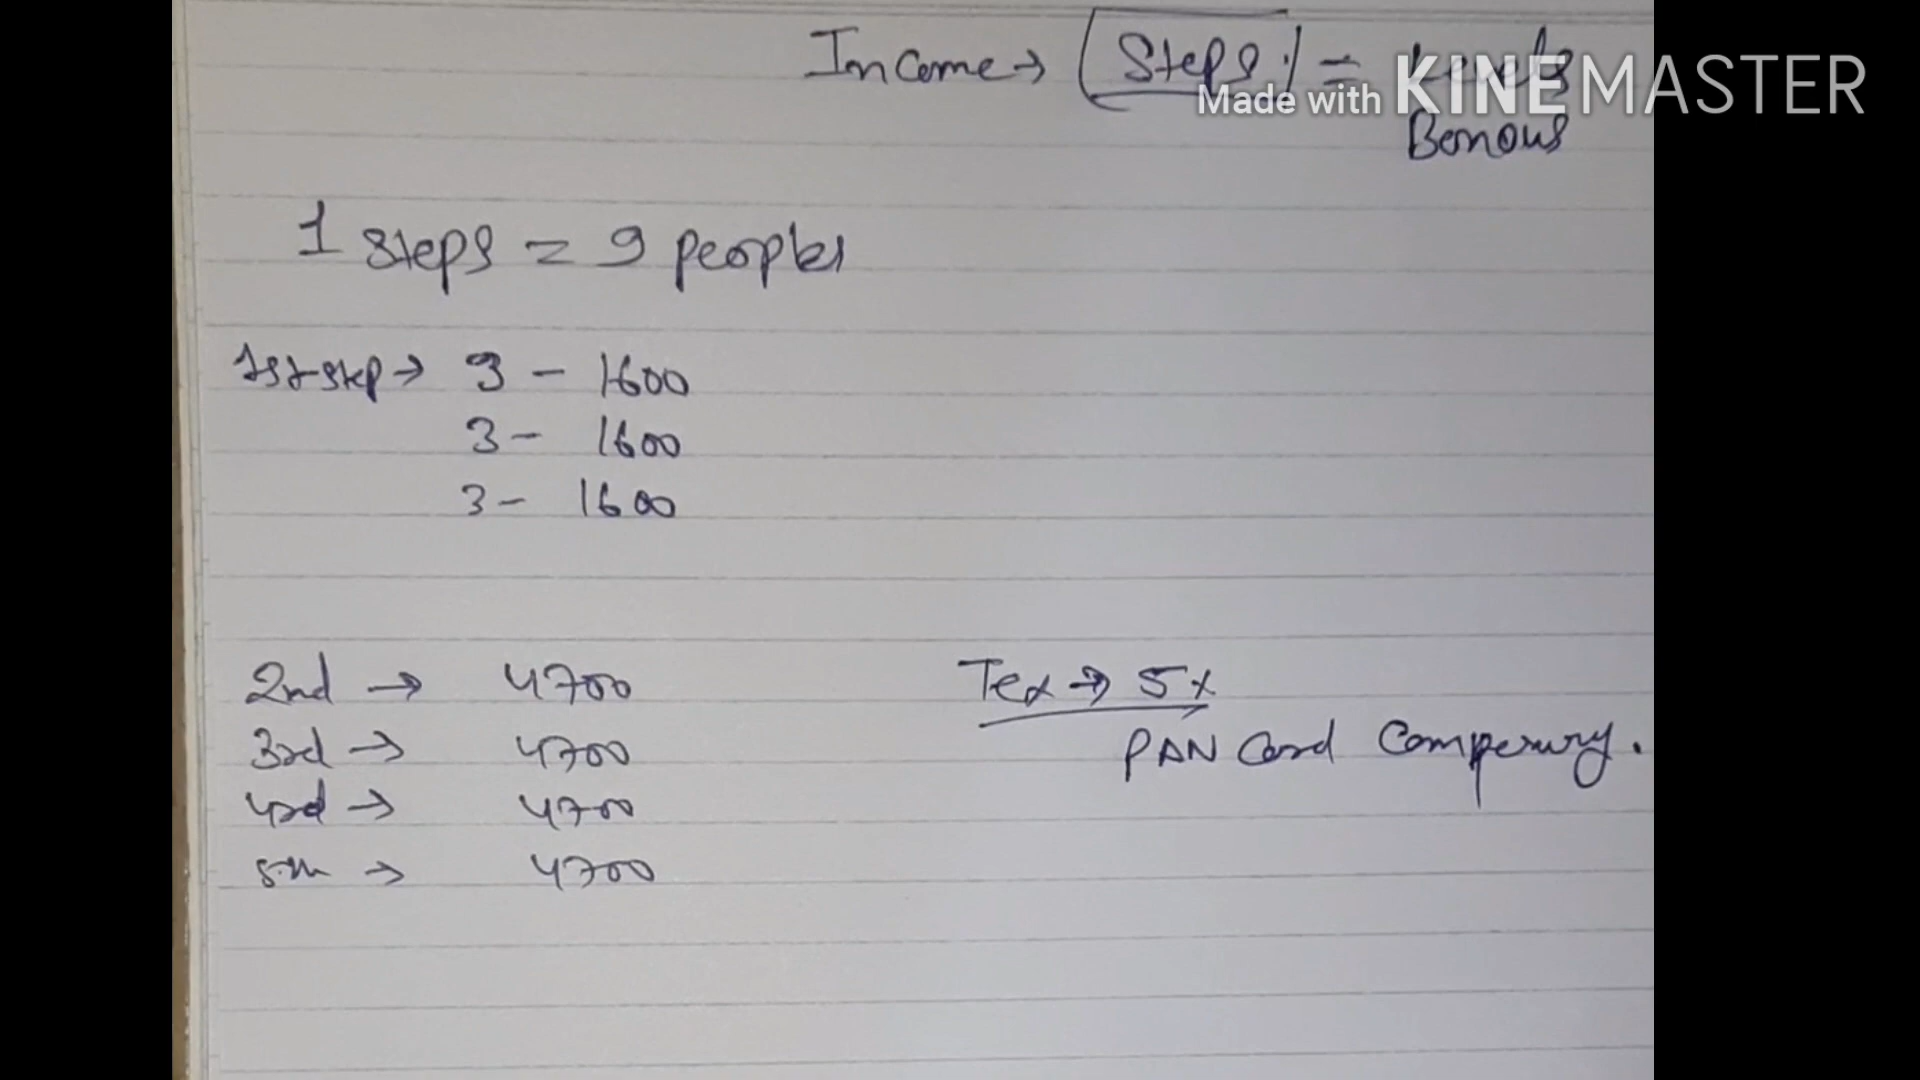 Income → (Steps) = Levels
Made with KINEMASTER
Bonous
1 steps = 9 peoples
1st step → 3 - 1600
3 - 1600
3 - 1600
2nd → 4700
3rd → 4700
4rd → 4700
5th → 4700
Tex → 5%
PAN Card